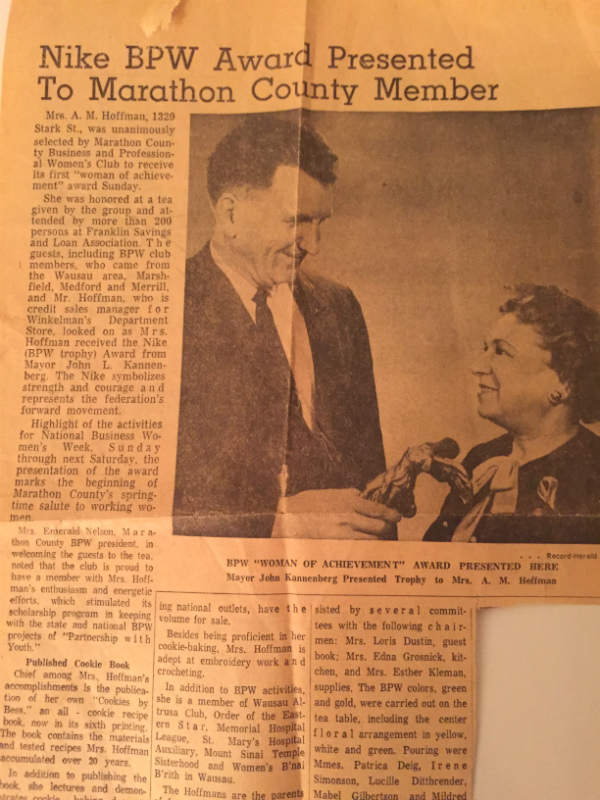 Nike BPW Award Presented
To Marathon County Member
Mrs. A. M. Hoffman, 1329
Stark St., was unanimously
selected by Marathon Coun-
ty Business and Profession-
al Women's Club to receive
its first "woman of achieve-
ment" award Sunday.
She was honored at a tea
given by the group and at-
tended by more than 200
persons at Franklin Savings
and Loan Association. The
guests, including BPW club
members, who came from
the Wausau area, Marsh-
field, Medford and Merrill,
and Mr. Hoffman, who is
credit sales manager for
Winkelman's Department
Store, looked on as Mrs.
Hoffman received the Nike
(BPW trophy) Award from
Mayor John L. Kannen-
berg. The Nike symbolizes
strength and courage and
represents the federation's
forward movement.
Highlight of the activities
for National Business Wo-
men's Week, Sunday
through next Saturday, the
presentation of the award
marks the beginning of
Marathon County's spring-
time salute to working wo-
men.
Mrs. Emerald Nelson, Mara-
thon County BPW president, in
welcoming the guests to the tea,
noted that the club is proud to
have a member with Mrs. Hoff-
man's enthusiasm and energetic
efforts, which stimulated its
scholarship program in keeping
with the state and national BPW
projects of "Partnership with
Youth."
Published Cookie Book
Chief among Mrs. Hoffman's
accomplishments is the publica-
tion of her own "Cookies by
Bess," an all - cookie recipe
book, now in its sixth printing.
The book contains the materials
and tested recipes Mrs. Hoffman
accumulated over 20 years.
In addition to publishing the
book, she lectures and demon-
strates cookie baking
. . . Record-Herald
BPW "WOMAN OF ACHIEVEMENT" AWARD PRESENTED HERE
Mayor John Kannenberg Presented Trophy to Mrs. A. M. Hoffman
ing national outlets, have the
volume for sale.
Besides being proficient in her
cookie-baking, Mrs. Hoffman is
adept at embroidery work and
crocheting.
In addition to BPW activities,
she is a member of Wausau Al-
trusa Club, Order of the East-
ern Star, Memorial Hospital
League, St. Mary's Hospital
Auxiliary, Mount Sinai Temple
Sisterhood and Women's B'nai
B'rith in Wausau.
The Hoffmans are the parents
sisted by several commit-
tees with the following chair-
men: Mrs. Loris Dustin, guest
book; Mrs. Edna Grosnick, kit-
chen, and Mrs. Esther Kleman,
supplies. The BPW colors, green
and gold, were carried out on the
tea table, including the center
floral arrangement in yellow,
white and green. Pouring were
Mmes. Patrica Deig, Irene
Simonson, Lucille Dittbrender,
Mabel Gilbertson and Mildred